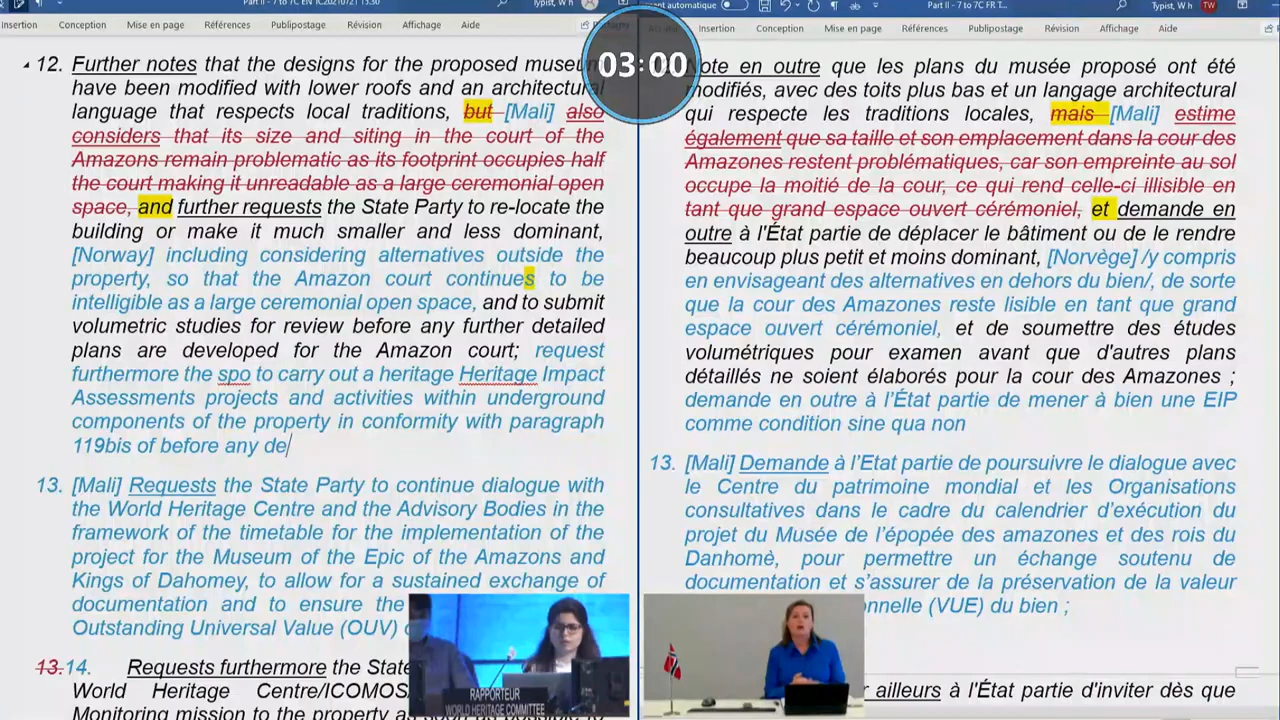 Part II - 7 to 7C EN
Typist, W h
Insertion Conception Mise en page Références Publipostage Révision Affichage Aide
12. Further notes that the designs for the proposed museum
have been modified with lower roofs and an architectural
language that respects local traditions, but [Mali] also
considers that its size and siting in the court of the
Amazons remain problematic as its footprint occupies half
the court making it unreadable as a large ceremonial open
space, and further requests the State Party to re-locate the
building or make it much smaller and less dominant,
[Norway] including considering alternatives outside the
property, so that the Amazon court continues to be
intelligible as a large ceremonial open space, and to submit
volumetric studies for review before any further detailed
plans are developed for the Amazon court; request
furthermore the spo to carry out a heritage Heritage Impact
Assessments projects and activities within underground
components of the property in conformity with paragraph
119bis of before any de
13. [Mali] Requests the State Party to continue dialogue with
the World Heritage Centre and the Advisory Bodies in the
framework of the timetable for the implementation of the
project for the Museum of the Epic of the Amazons and
Kings of Dahomey, to allow for a sustained exchange of
documentation and to ensure the
Outstanding Universal Value (OUV)
13.14. Requests furthermore the State
World Heritage Centre/ICOMOS
Monitoring mission to the property as soon as possible to
03:00
automatique
Part II - 7 to 7C FR T...
Typist, W h TW
Insertion Conception Mise en page Références Publipostage Révision Affichage Aide
Note en outre que les plans du musée proposé ont été
modifiés, avec des toits plus bas et un langage architectural
qui respecte les traditions locales, mais [Mali] estime
également que sa taille et son emplacement dans la cour des
Amazones restent problématiques, car son empreinte au sol
occupe la moitié de la cour, ce qui rend celle-ci illisible en
tant que grand espace ouvert cérémoniel, et demande en
outre à l'État partie de déplacer le bâtiment ou de le rendre
beaucoup plus petit et moins dominant, [Norvège] /y compris
en envisageant des alternatives en dehors du bien/, de sorte
que la cour des Amazones reste lisible en tant que grand
espace ouvert cérémoniel, et de soumettre des études
volumétriques pour examen avant que d'autres plans
détaillés ne soient élaborés pour la cour des Amazones ;
demande en outre à l'État partie de mener à bien une EIP
comme condition sine qua non
13. [Mali] Demande à l'Etat partie de poursuivre le dialogue avec
le Centre du patrimoine mondial et les Organisations
consultatives dans le cadre du calendrier d'exécution du
projet du Musée de l'épopée des amazones et des rois du
Danhomè, pour permettre un échange soutenu de
documentation et s'assurer de la préservation de la valeur
onnelle (VUE) du bien ;
ailleurs à l'État partie d'inviter dès que
RAPPORTEUR
WORLD HERITAGE COMMITTEE